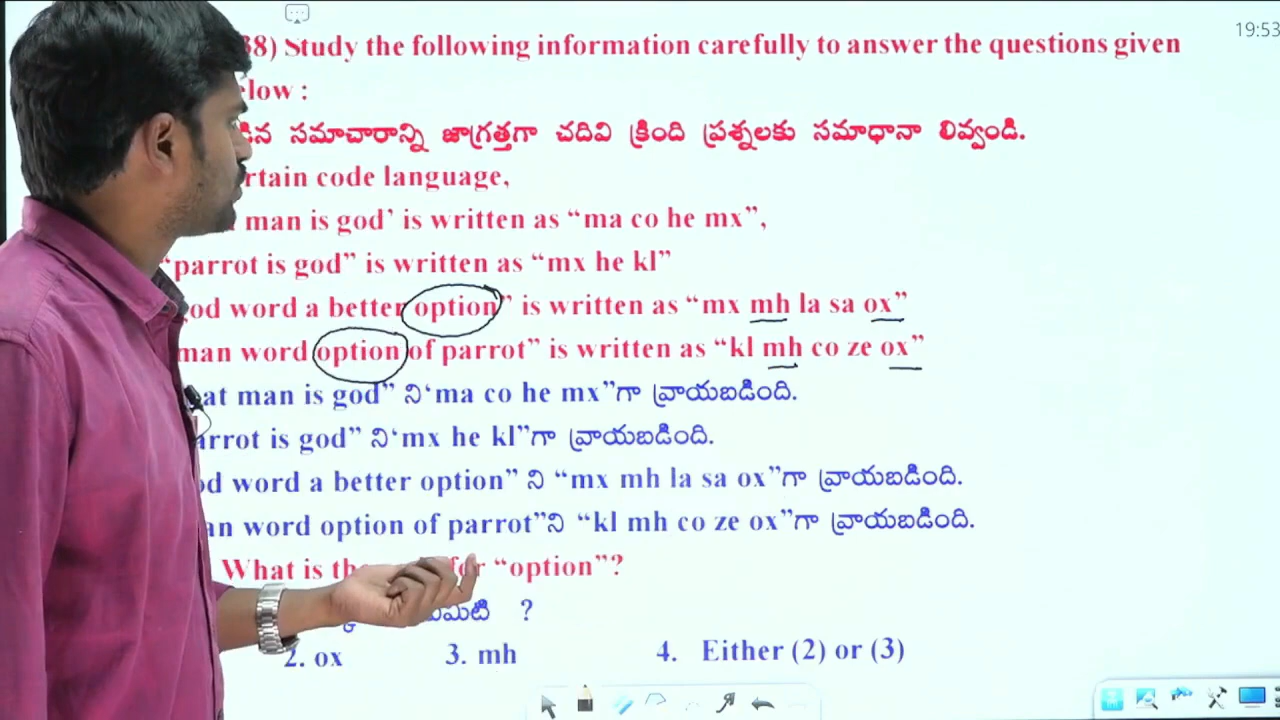 19:53
38) Study the following information carefully to answer the questions given
low :
సమాచారాన్ని జాగ్రత్తగా చదివి క్రింది ప్రశ్నలకు సమాధానా లివ్వండి.
rtain code language,
man is god’ is written as “ma co he mx”,
“parrot is god” is written as “mx he kl”
od word a better option” is written as “mx mh la sa ox”
man word option of parrot” is written as “kl mh co ze ox”
at man is god” ని‘ma co he mx”గా వ్రాయబడింది.
arrot is god” ని‘mx he kl”గా వ్రాయబడింది.
od word a better option” ని “mx mh la sa ox”గా వ్రాయబడింది.
an word option of parrot”ని “kl mh co ze ox”గా వ్రాయబడింది.
What is for “option”?
?
2. ox 3. mh 4. Either (2) or (3)